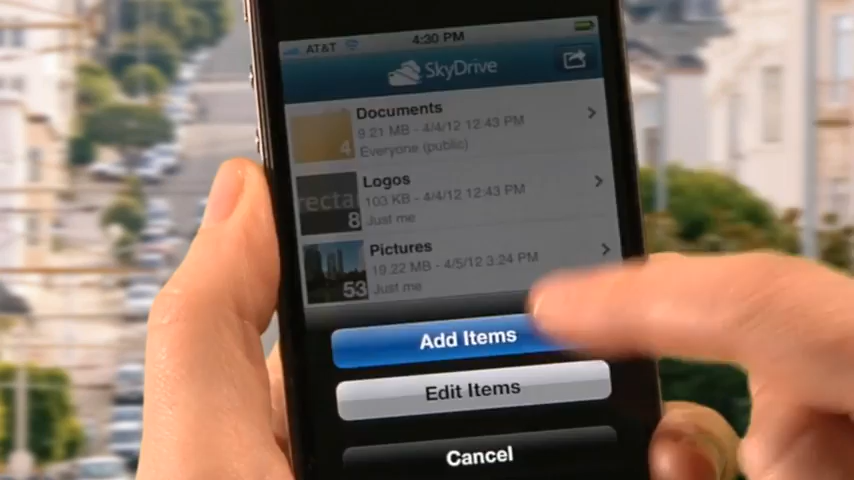 AT&T 4:30 PM
SkyDrive
Documents
9.21 MB - 4/4/12 12:43 PM
4 Everyone (public)
Logos
recta 103 KB - 4/4/12 12:43 PM
8 Just me
Pictures
19.22 MB - 4/5/12 3:24 PM
53 Just me
Add Items
Edit Items
Cancel